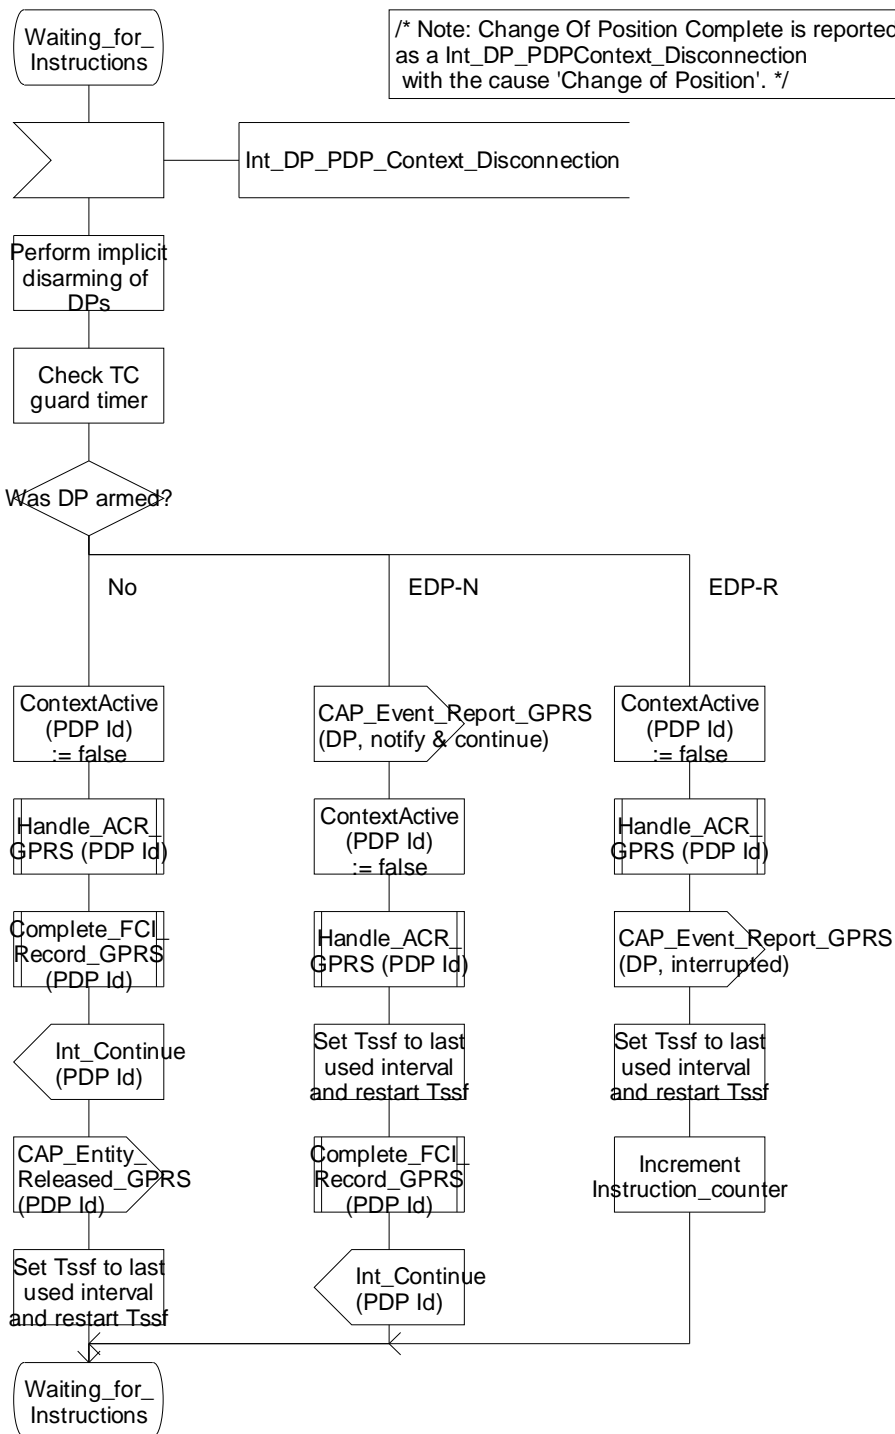 Waiting_for_
Instructions
/* Note: Change Of Position Complete is reported
as a Int_DP_PDPContext_Disconnection
with the cause 'Change of Position'. */
Int_DP_PDP_Context_Disconnection
Perform implicit
disarming of
DPs
Check TC
guard timer
Was DP armed?
No
EDP-N
EDP-R
ContextActive
(PDP Id)
:= false
Handle_ACR_
GPRS (PDP Id)
Complete_FCI_
Record_GPRS
(PDP Id)
Int_Continue
(PDP Id)
CAP_Entity_
Released_GPRS
(PDP Id)
Set Tssf to last
used interval
and restart Tssf
CAP_Event_Report_GPRS
(DP, notify & continue)
ContextActive
(PDP Id)
:= false
Handle_ACR_
GPRS (PDP Id)
Set Tssf to last
used interval
and restart Tssf
Complete_FCI_
Record_GPRS
(PDP Id)
Int_Continue
(PDP Id)
ContextActive
(PDP Id)
:= false
Handle_ACR_
GPRS (PDP Id)
CAP_Event_Report_GPRS
(DP, interrupted)
Set Tssf to last
used interval
and restart Tssf
Increment
Instruction_counter
Waiting_for_
Instructions